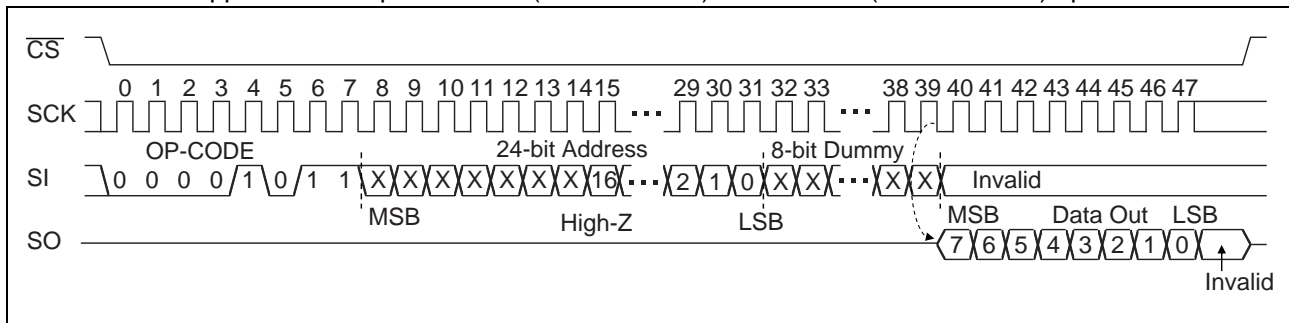 CS
0 1 2 3 4 5 6 7 8 9 10 11 12 13 14 15 29 30 31 32 33 38 39 40 41 42 43 44 45 46 47
SCK
OP-CODE 24-bit Address 8-bit Dummy
SI 0 0 0 0 1 0 1 1 X X X X X X X 16 2 1 0 X X X X Invalid
MSB High-Z LSB MSB Data Out LSB
SO 7 6 5 4 3 2 1 0
Invalid